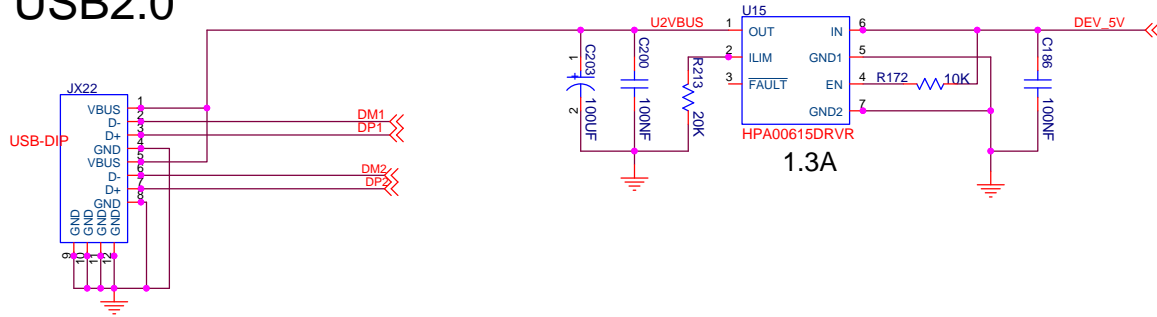 USB2.0
U15
U2VBUS
DEV_5V
1
OUT
IN
6
2
ILIM
GND1
5
3
FAULT
EN
4
GND2
7
HPA00615DRVR
1.3A
R172
10K
C186
100NF
1
+
2
C203
100UF
C200
100NF
R213
20K
JX22
USB-DIP
VBUS
1
D-
2
DM1
D+
3
DP1
GND
4
VBUS
5
D-
6
DM2
D+
7
DP2
GND
8
GND
GND
GND
GND
9
10
11
12